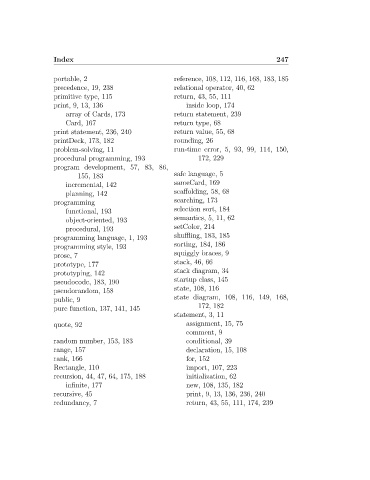 Index 247
portable, 2
precedence, 19, 238
primitive type, 115
print, 9, 13, 136
array of Cards, 173
Card, 167
print statement, 236, 240
printDeck, 173, 182
problem-solving, 11
procedural programming, 193
program development, 57, 83, 86,
155, 183
incremental, 142
planning, 142
programming
functional, 193
object-oriented, 193
procedural, 193
programming language, 1, 193
programming style, 193
prose, 7
prototype, 177
prototyping, 142
pseudocode, 183, 190
pseudorandom, 158
public, 9
pure function, 137, 141, 145
quote, 92
random number, 153, 183
range, 157
rank, 166
Rectangle, 110
recursion, 44, 47, 64, 175, 188
infinite, 177
recursive, 45
redundancy, 7
reference, 108, 112, 116, 168, 183, 185
relational operator, 40, 62
return, 43, 55, 111
inside loop, 174
return statement, 239
return type, 68
return value, 55, 68
rounding, 26
run-time error, 5, 93, 99, 114, 150,
172, 229
safe language, 5
sameCard, 169
scaffolding, 58, 68
searching, 173
selection sort, 184
semantics, 5, 11, 62
setColor, 214
shuffling, 183, 185
sorting, 184, 186
squiggly braces, 9
stack, 46, 66
stack diagram, 34
startup class, 145
state, 108, 116
state diagram, 108, 116, 149, 168,
172, 182
statement, 3, 11
assignment, 15, 75
comment, 9
conditional, 39
declaration, 15, 108
for, 152
import, 107, 223
initialization, 62
new, 108, 135, 182
print, 9, 13, 136, 236, 240
return, 43, 55, 111, 174, 239